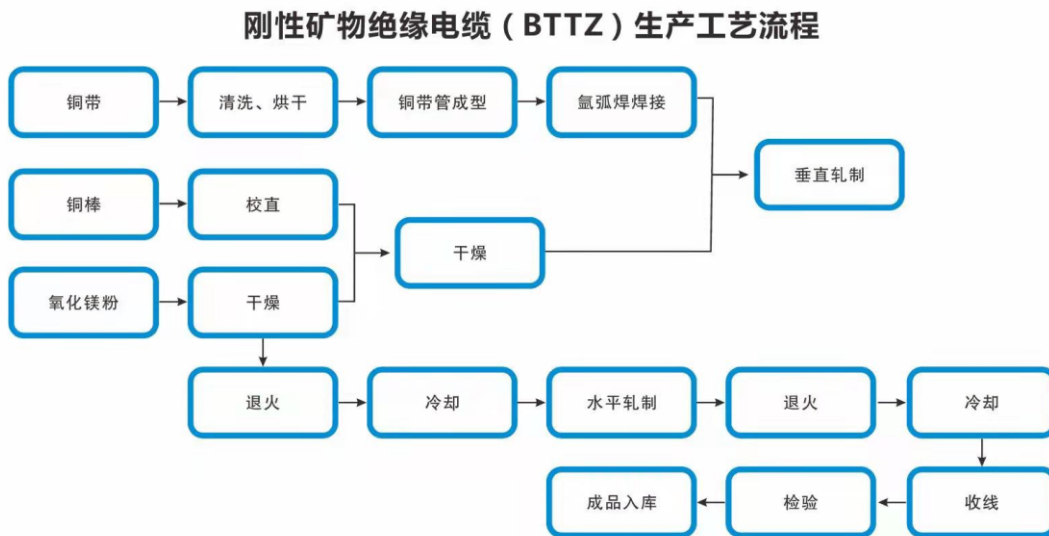 刚性矿物绝缘电缆（BTTZ）生产工艺流程
铜带
清洗、烘干
铜带管成型
氩弧焊焊接
垂直轧制
铜棒
校直
干燥
氧化镁粉
干燥
退火
冷却
水平轧制
退火
冷却
成品入库
检验
收线